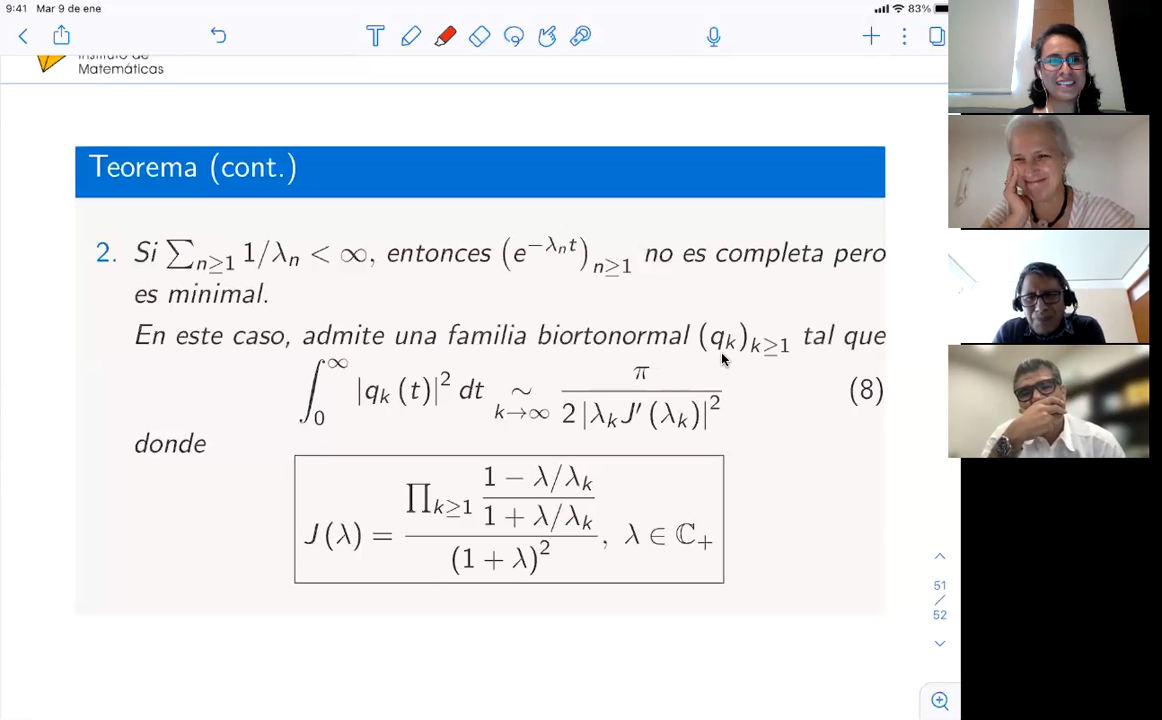 9:41 Mar 9 de ene 83%
Instituto de
Matemáticas
Teorema (cont.)
2. Si ∑_{n≥1} 1/λ_n < ∞, entonces (e^{−λ_n t})_{n≥1} no es completa pero
es minimal.
En este caso, admite una familia biortonormal (q_k)_{k≥1} tal que
∫_0^∞ |q_k (t)|^2 dt ∼_{k→∞} π / (2 |λ_k J′ (λ_k)|^2) (8)
donde
J (λ) = (∏_{k≥1} (1 − λ/λ_k)/(1 + λ/λ_k)) / (1 + λ)^2, λ ∈ ℂ_+
51
/
52